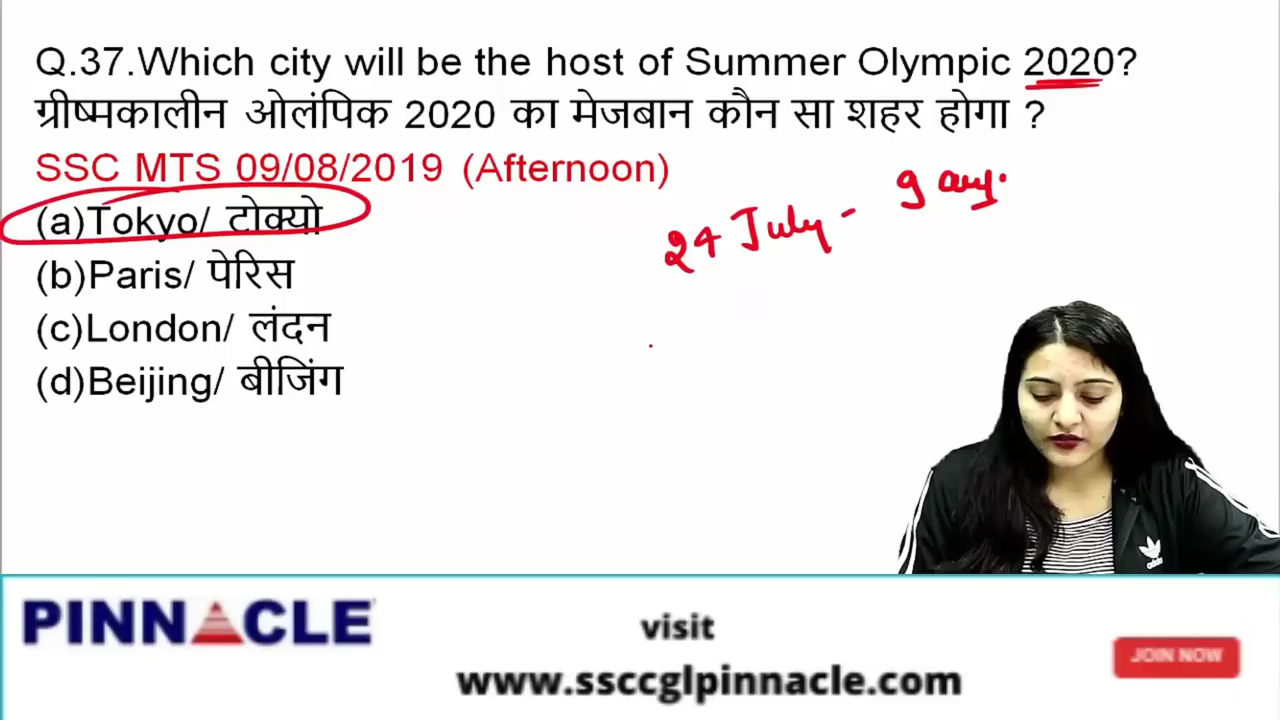 Q.37.Which city will be the host of Summer Olympic 2020?
ग्रीष्मकालीन ओलंपिक 2020 का मेजबान कौन सा शहर होगा ?
SSC MTS 09/08/2019 (Afternoon)
(a)Tokyo/ टोक्यो
24 July - 9 aug.
(b)Paris/ पेरिस
(c)London/ लंदन
(d)Beijing/ बीजिंग
adidas
PINNACLE
visit
www.ssccglpinnacle.com
JOIN NOW